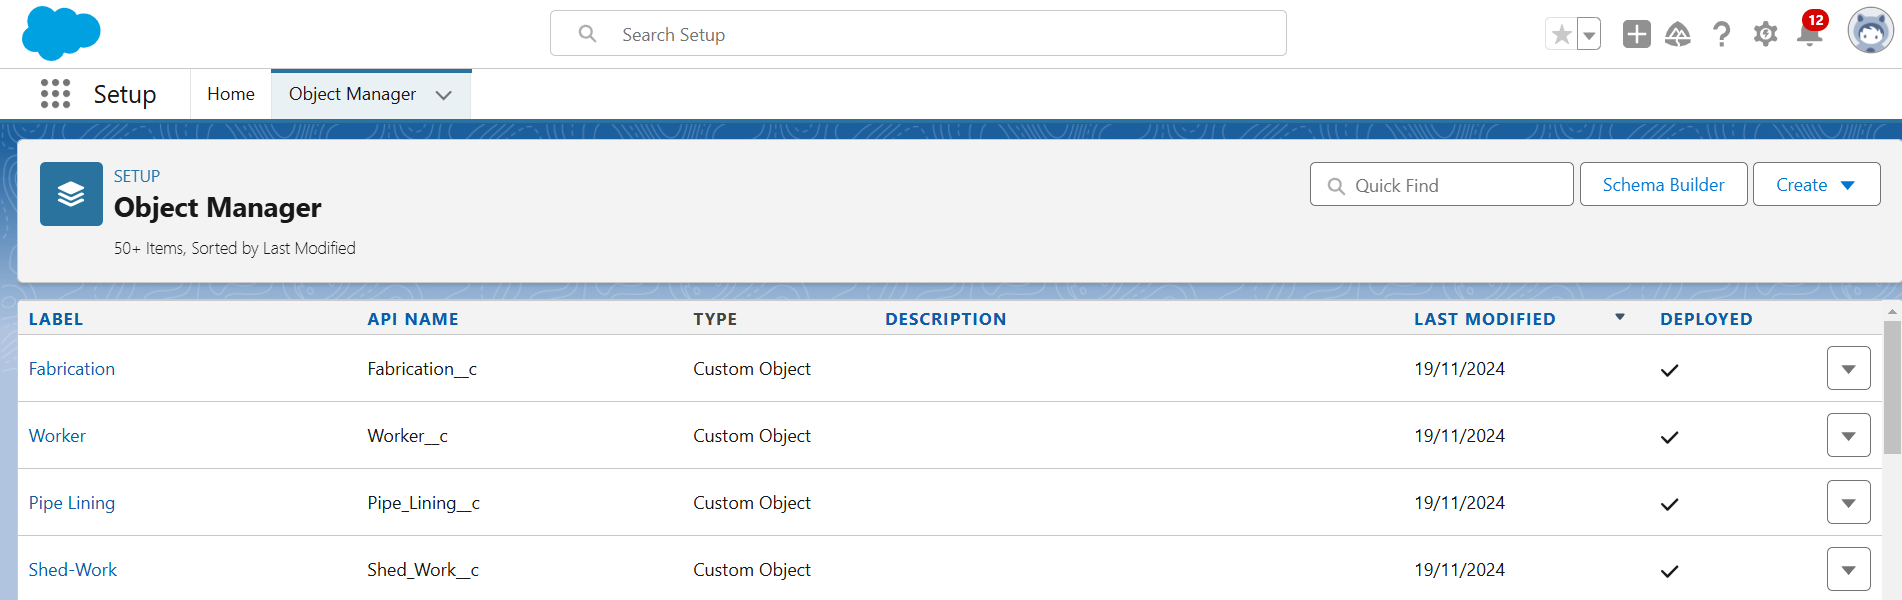 Search Setup
12
Setup
Home
Object Manager
SETUP
Object Manager
50+ Items, Sorted by Last Modified
Quick Find
Schema Builder
Create
LABEL API NAME TYPE DESCRIPTION LAST MODIFIED DEPLOYED
Fabrication Fabrication__c Custom Object 19/11/2024
Worker Worker__c Custom Object 19/11/2024
Pipe Lining Pipe_Lining__c Custom Object 19/11/2024
Shed-Work Shed_Work__c Custom Object 19/11/2024